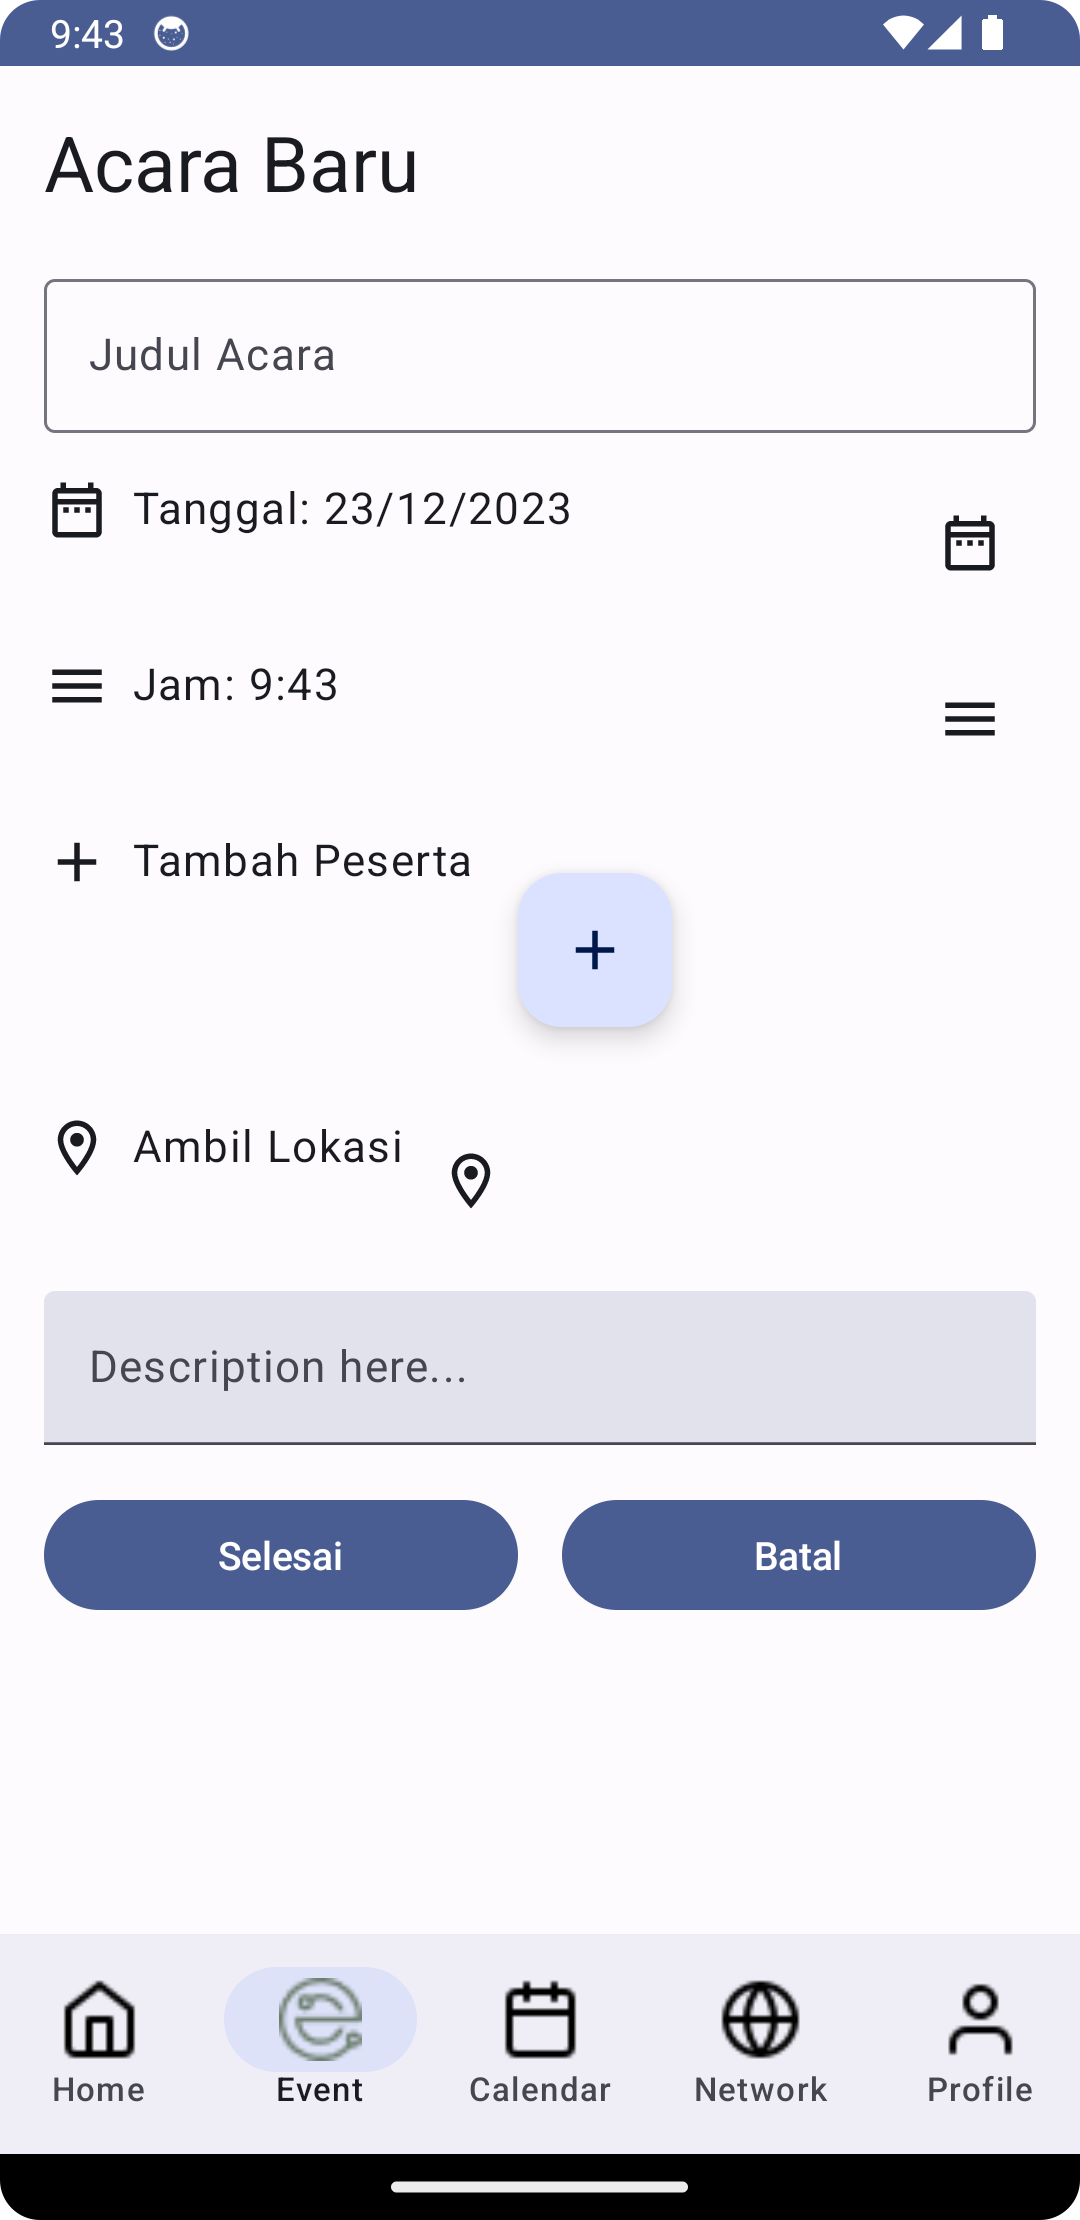 9:43
Acara Baru
Judul Acara
Tanggal: 23/12/2023
Jam: 9:43
Tambah Peserta
Ambil Lokasi
Description here...
Selesai Batal
Home Event Calendar Network Profile